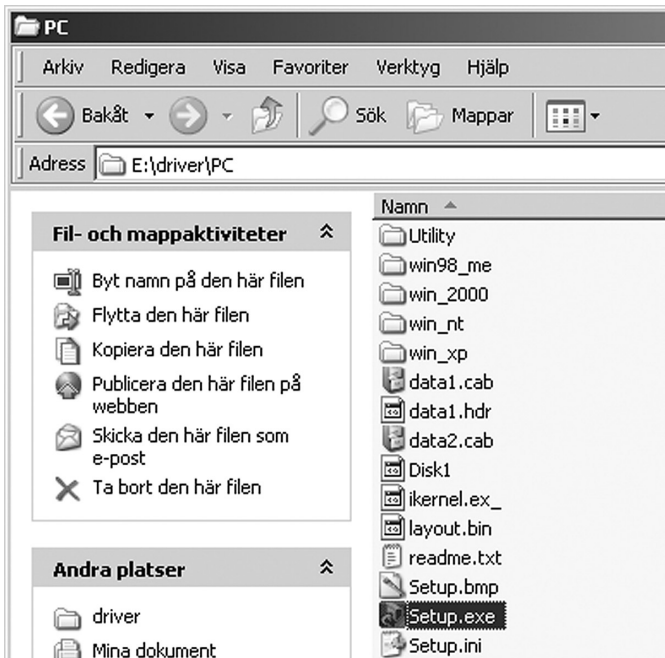 PC
Arkiv Redigera Visa Favoriter Verktyg Hjälp
Bakåt Sök Mappar
Adress E:\driver\PC
Fil- och mappaktiviteter
Byt namn på den här filen
Flytta den här filen
Kopiera den här filen
Publicera den här filen på
webben
Skicka den här filen som
e-post
Ta bort den här filen
Andra platser
driver
Mina dokument
Namn
Utility
win98_me
win_2000
win_nt
win_xp
data1.cab
data1.hdr
data2.cab
Disk1
ikernel.ex_
layout.bin
readme.txt
Setup.bmp
Setup.exe
Setup.ini